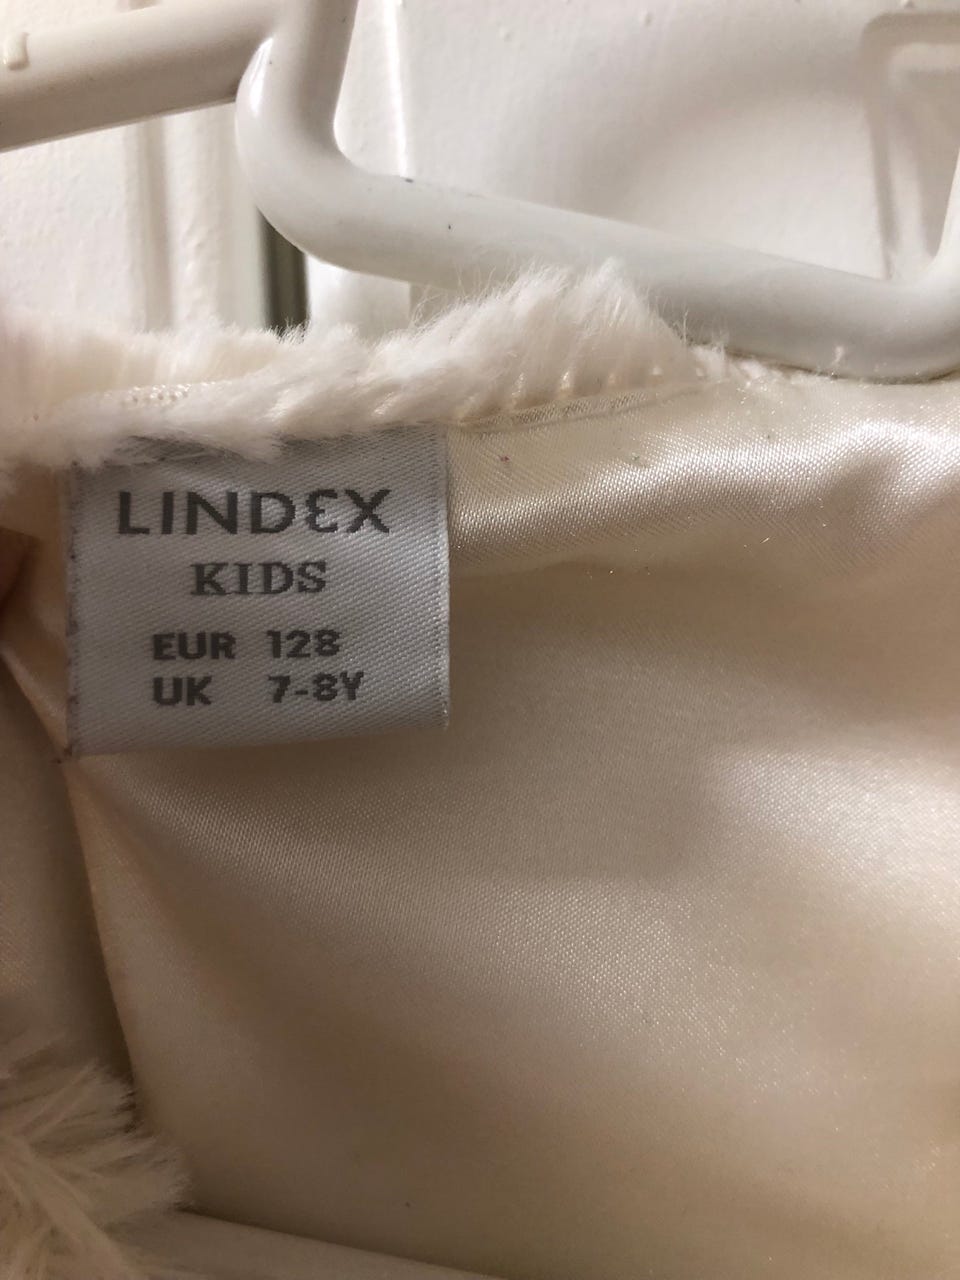 LINDEX
KIDS
EUR 128
UK 7-8Y